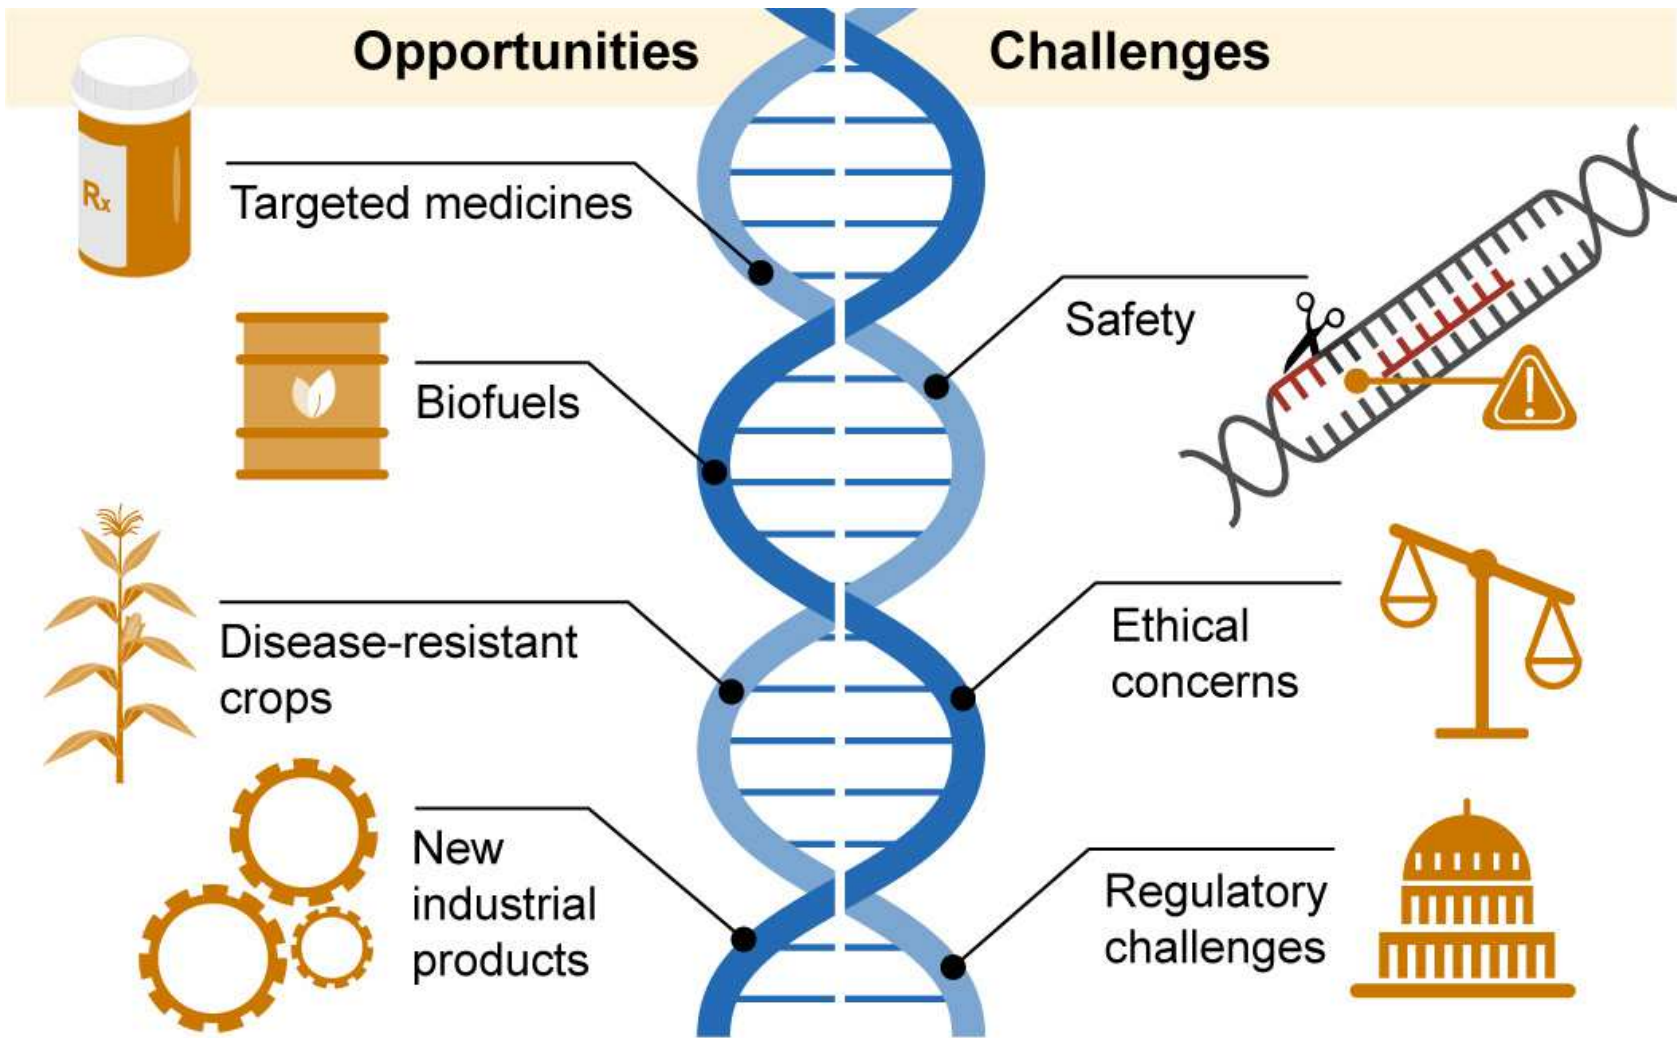 Opportunities
Challenges
Rx
Targeted medicines
Biofuels
Disease-resistant
crops
New
industrial
products
Safety
!
Ethical
concerns
Regulatory
challenges